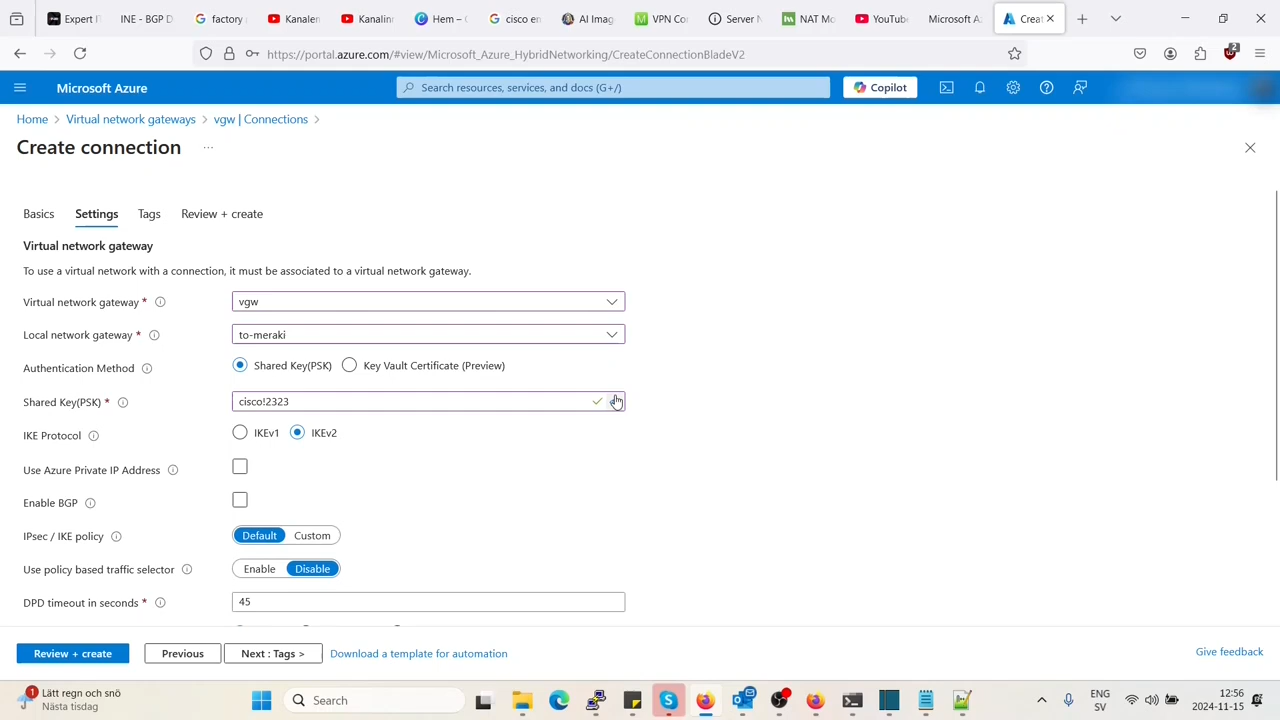 Expert F
INE - BGP D
factory
Kanalen
Kanalin
Hem – C
cisco en
AI Imag
VPN Co
Server N
NAT Mo
YouTube
Microsoft A
Creat
https://portal.azure.com/#view/Microsoft_Azure_HybridNetworking/CreateConnectionBladeV2
2
Microsoft Azure
Search resources, services, and docs (G+/)
Copilot
Home > Virtual network gateways > vgw | Connections >
Create connection ...
Basics Settings Tags Review + create
Virtual network gateway
To use a virtual network with a connection, it must be associated to a virtual network gateway.
Virtual network gateway * vgw
Local network gateway * to-meraki
Authentication Method Shared Key(PSK) Key Vault Certificate (Preview)
Shared Key(PSK) * cisco!2323
IKE Protocol IKEv1 IKEv2
Use Azure Private IP Address
Enable BGP
IPsec / IKE policy Default Custom
Use policy based traffic selector Enable Disable
DPD timeout in seconds * 45
Review + create Previous Next : Tags > Download a template for automation Give feedback
1 Lätt regn och snö
Nästa tisdag
Search
ENG
SV
12:56
2024-11-15